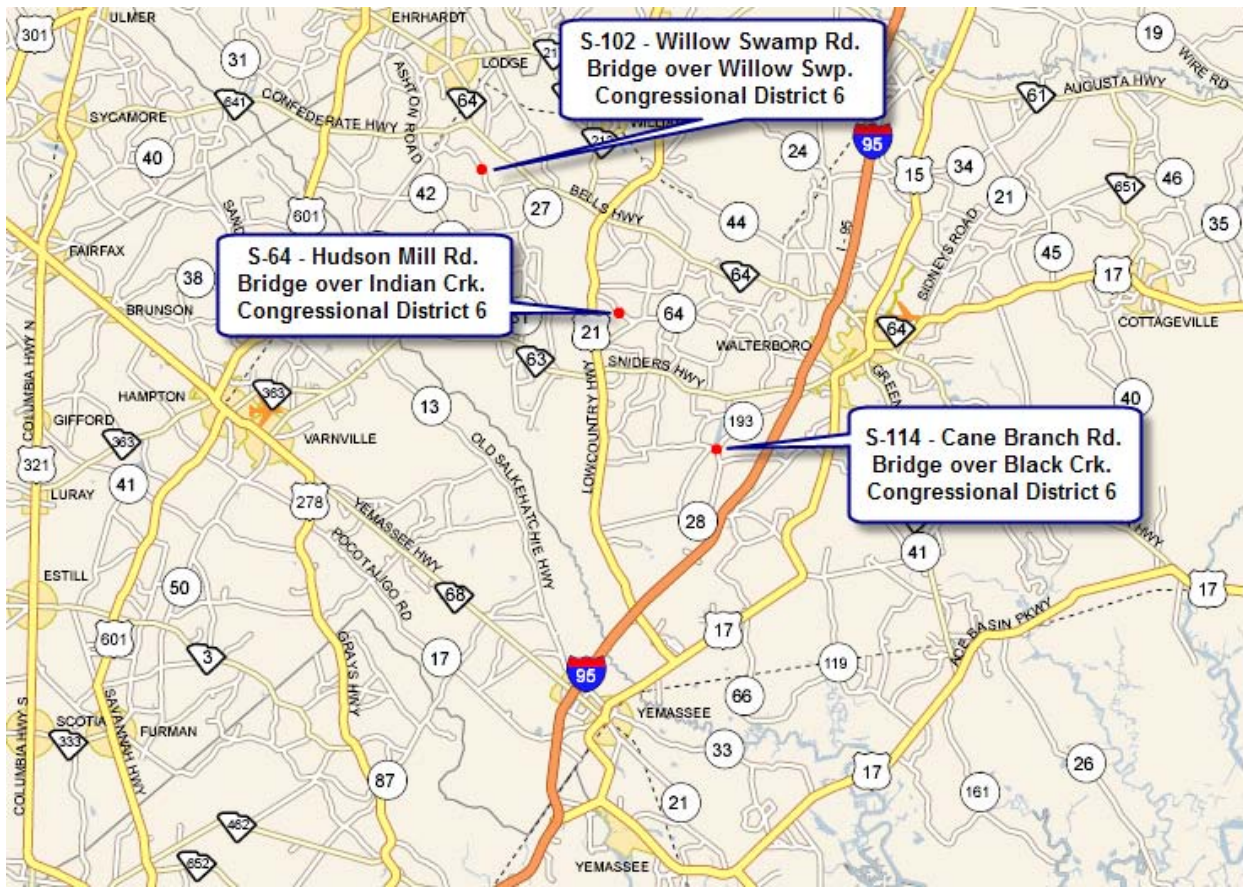 ULMER
EHRHARDT
301
33
31
LODGE
21
19
WIRE RD
S-102 - Willow Swamp Rd.
Bridge over Willow Swp.
Congressional District 6
641
CONFEDERATE HWY
ASHTON ROAD
64
61
AUGUSTA HWY
SYCAMORE
40
95
24
15
34
42
27
BELLS HWY
21
651
46
601
44
I - 95
SIDNEYS ROAD
35
FAIRFAX
45
S-64 - Hudson Mill Rd.
Bridge over Indian Crk.
Congressional District 6
38
64
17
BRUNSON
64
21
WALTERBORO
64
COTTAGEVILLE
COLUMBIA HWY N
63
SNIDERS HWY
HAMPTON
363
LOWCOUNTRY HWY
GREEN
40
GIFFORD
13
193
363
VARNVILLE
OLD SALKEHATCHIE HWY
S-114 - Cane Branch Rd.
Bridge over Black Crk.
Congressional District 6
321
41
LURAY
278
YEMASSEE HWY
28
HWY
POCOTALIGO RD
41
ESTILL
50
68
17
601
3
17
17
ACE BASIN PKWY
GRAYS HWY
95
119
66
COLUMBIA HWY S
SCOTIA
SAVANNAH HWY
FURMAN
YEMASSEE
333
33
87
17
26
21
161
462
652
YEMASSEE